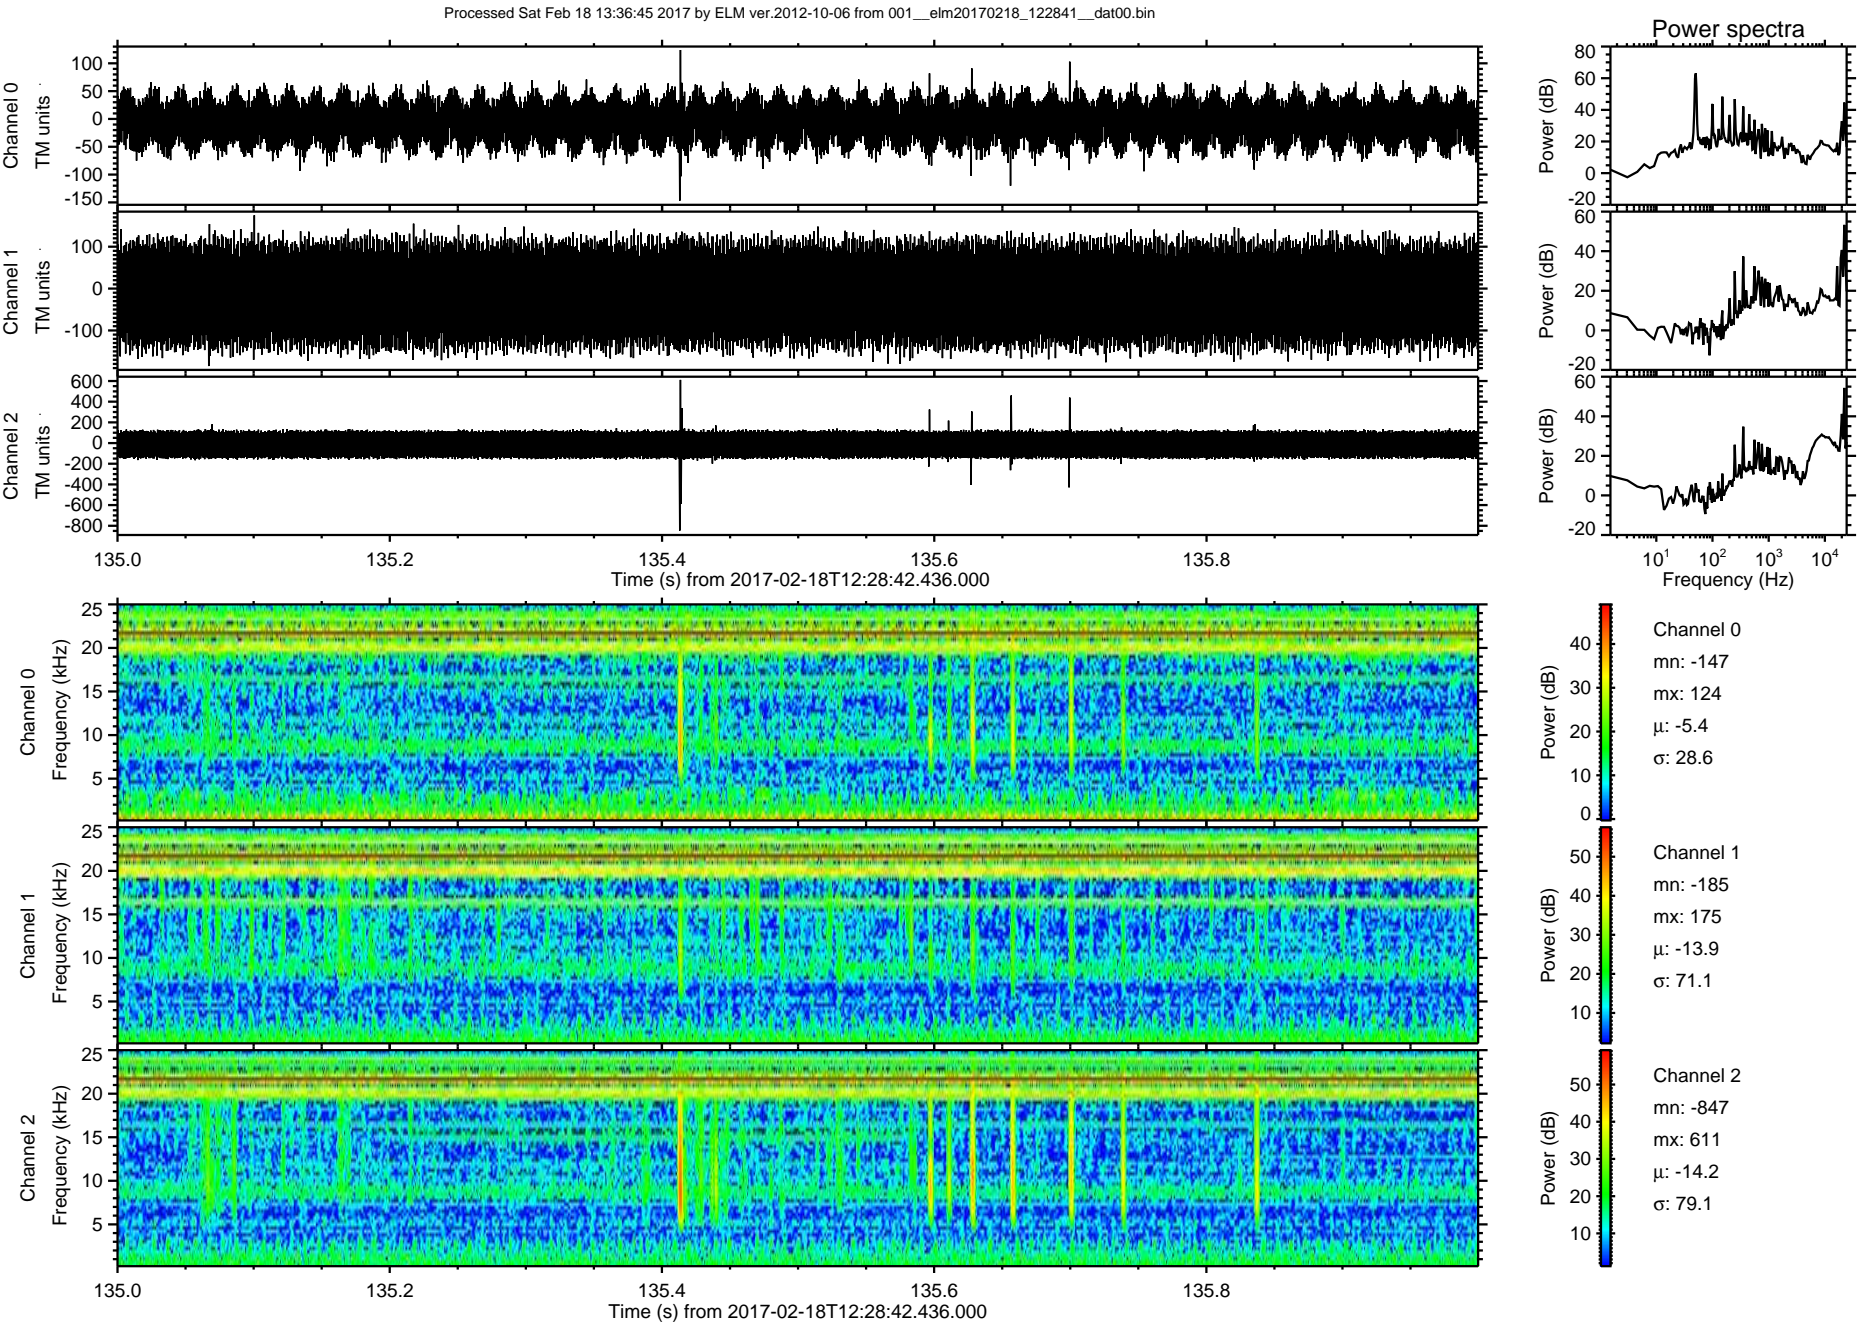 Processed Sat Feb 18 13:36:45 2017 by ELM ver.2012-10-06 from 001__elm20170218_122841__dat00.bin
Power spectra
Channel 0
TM units
100
50
0
-50
-100
-150
Power (dB)
80
60
40
20
0
-20
Channel 1
TM units
100
0
-100
Power (dB)
60
40
20
0
-20
Channel 2
TM units
600
400
200
0
-200
-400
-600
-800
Power (dB)
60
40
20
0
-20
135.0 135.2 135.4 135.6 135.8
Time (s) from 2017-02-18T12:28:42.436.000
10^1 10^2 10^3 10^4
Frequency (Hz)
Channel 0
Frequency (kHz)
25
20
15
10
5
Power (dB)
40
30
20
10
0
Channel 0
mn: -147
mx: 124
μ: -5.4
σ: 28.6
Channel 1
Frequency (kHz)
25
20
15
10
5
Power (dB)
50
40
30
20
10
Channel 1
mn: -185
mx: 175
μ: -13.9
σ: 71.1
Channel 2
Frequency (kHz)
25
20
15
10
5
Power (dB)
50
40
30
20
10
Channel 2
mn: -847
mx: 611
μ: -14.2
σ: 79.1
135.0 135.2 135.4 135.6 135.8
Time (s) from 2017-02-18T12:28:42.436.000